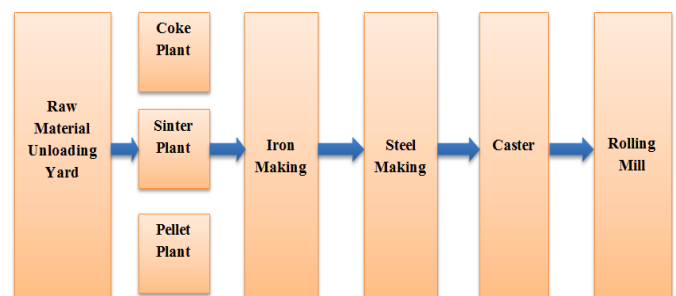 Raw
Material
Unloading
Yard
Coke
Plant
Sinter
Plant
Pellet
Plant
Iron
Making
Steel
Making
Caster
Rolling
Mill